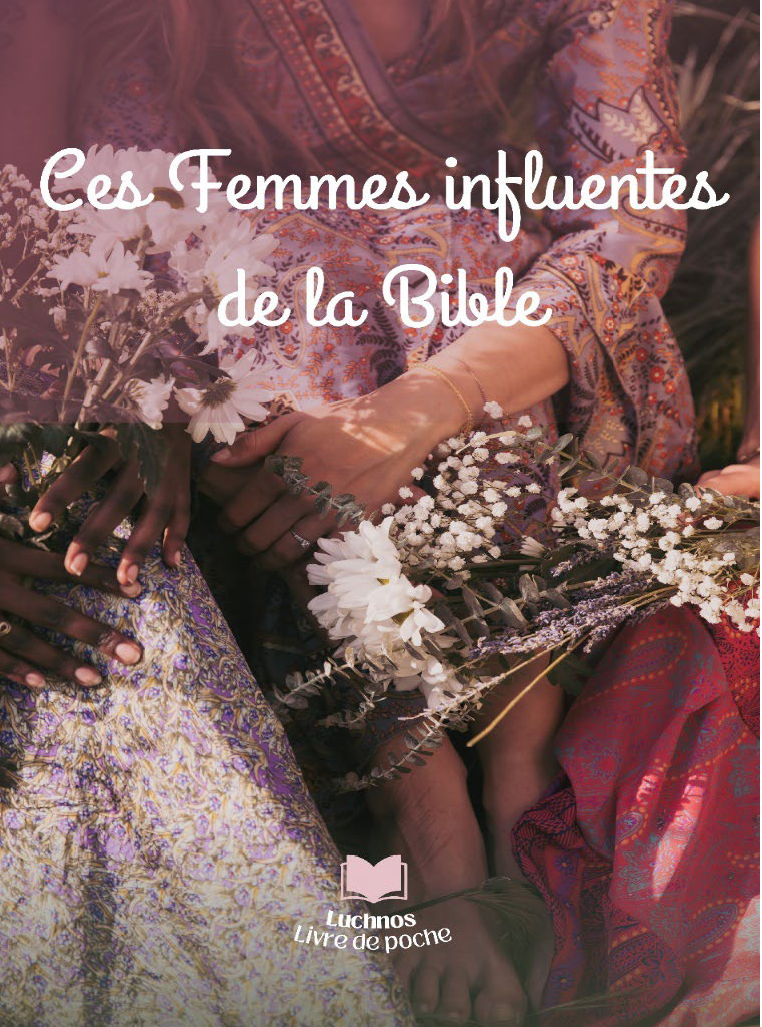 Ces Femmes influentes
de la Bible
Luchnos
Livre de poche